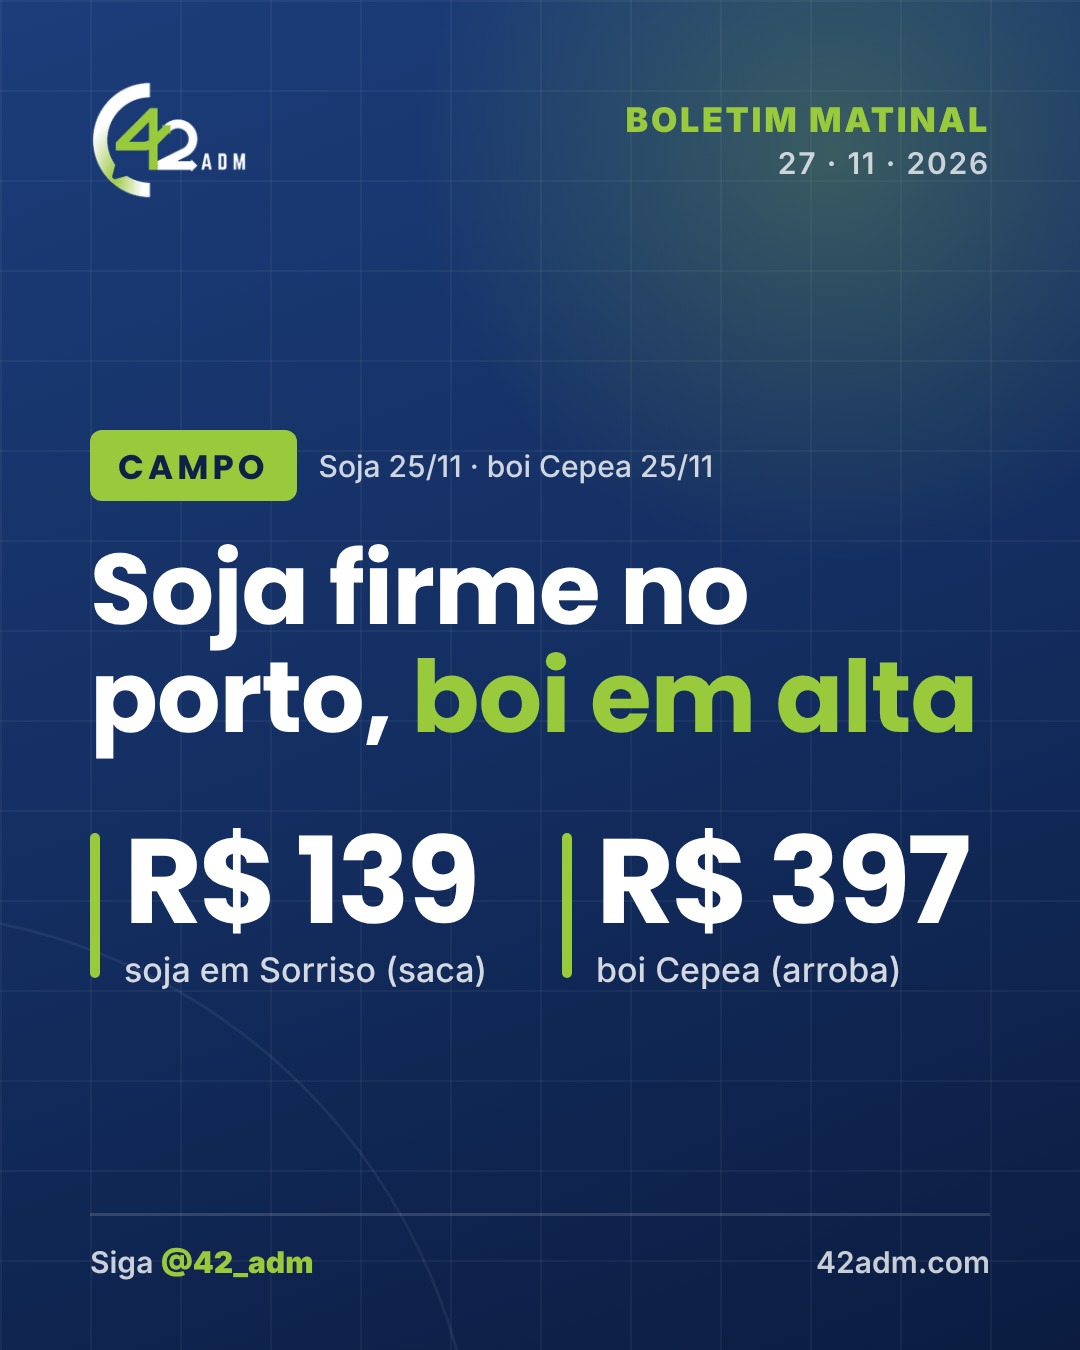 42 ADM
BOLETIM MATINAL
27 · 11 · 2026
CAMPO
Soja 25/11 · boi Cepea 25/11
Soja firme no
porto, boi em alta
R$ 139
soja em Sorriso (saca)
R$ 397
boi Cepea (arroba)
Siga @42_adm
42adm.com